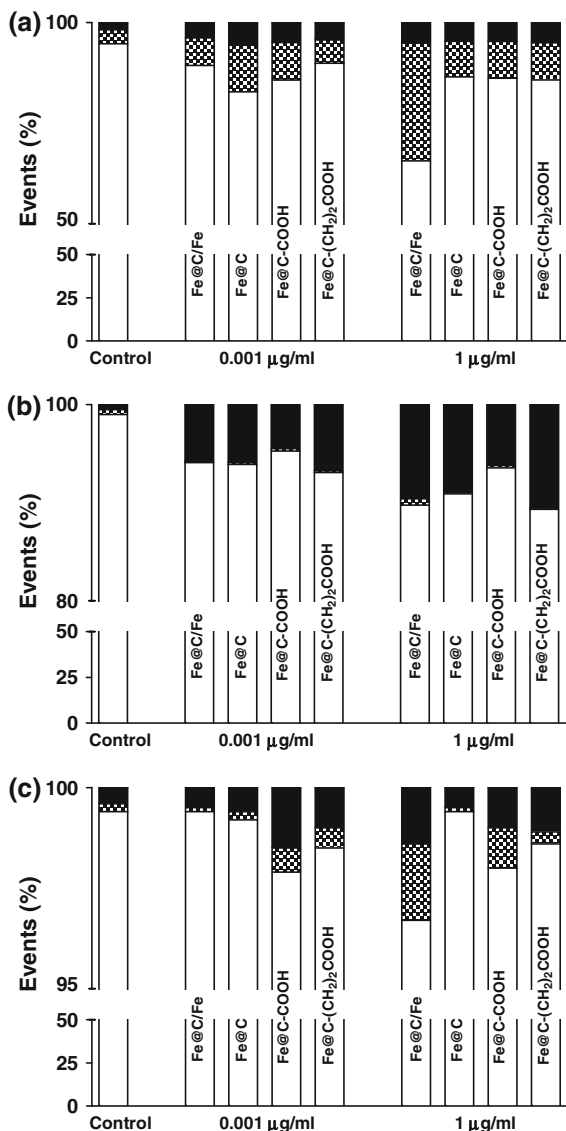 (a)
100
50
50
25
0
Events (%)
Fe@C/Fe
Fe@C
Fe@C-COOH
Fe@C-(CH₂)₂COOH
Fe@C/Fe
Fe@C
Fe@C-COOH
Fe@C-(CH₂)₂COOH
Control 0.001 µg/ml 1 µg/ml
(b)
100
80
50
25
0
Events (%)
Fe@C/Fe
Fe@C
Fe@C-COOH
Fe@C-(CH₂)₂COOH
Fe@C/Fe
Fe@C
Fe@C-COOH
Fe@C-(CH₂)₂COOH
Control 0.001 µg/ml 1 µg/ml
(c)
100
95
50
25
0
Events (%)
Fe@C/Fe
Fe@C
Fe@C-COOH
Fe@C-(CH₂)₂COOH
Fe@C/Fe
Fe@C
Fe@C-COOH
Fe@C-(CH₂)₂COOH
Control 0.001 µg/ml 1 µg/ml